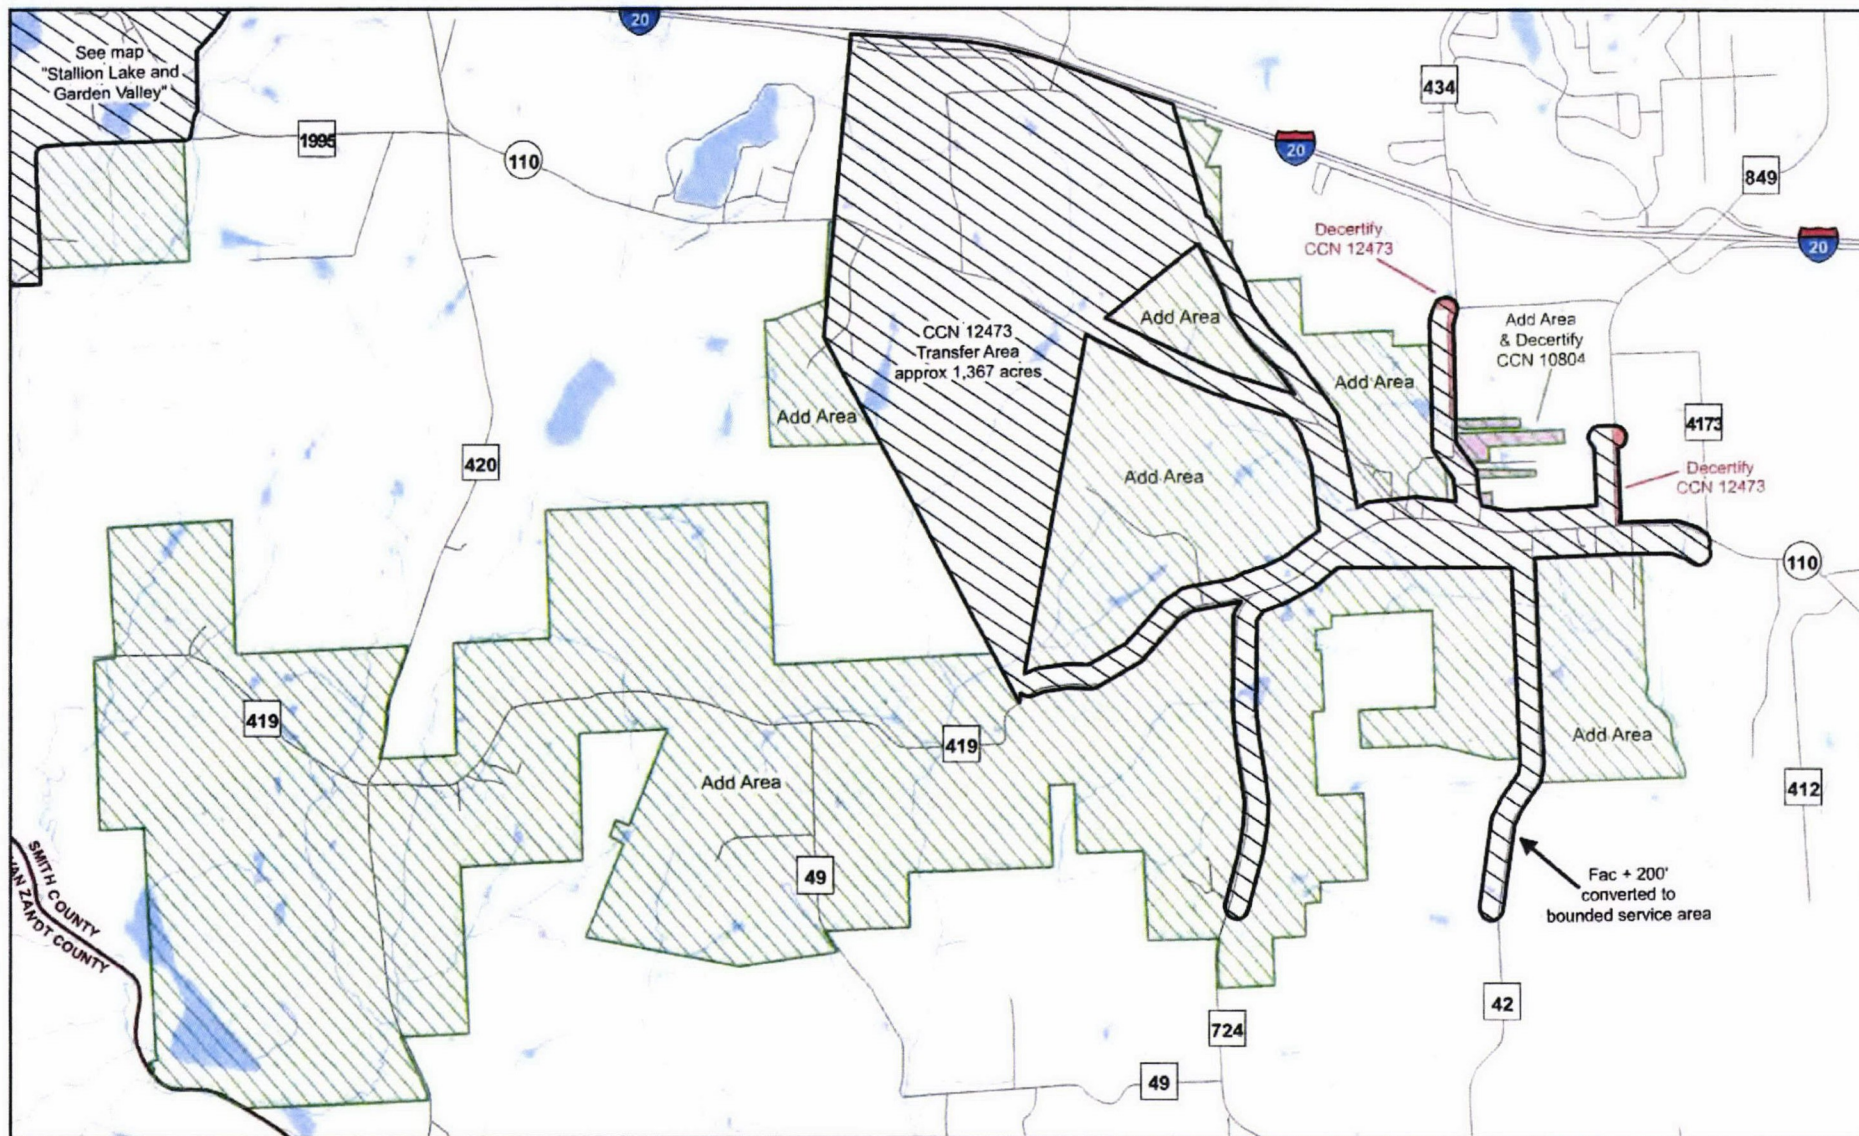 20
See map
"Stallion Lake and
Garden Valley"
1995
110
434
20
849
20
Decertify
CCN 12473
Add Area
CCN 12473
Transfer Area
approx 1,367 acres
Add Area
& Decertify
CCN 10804
Add Area
Add Area
4173
420
Add Area
Decertify
CCN 12473
110
419
419
Add Area
Add Area
412
49
Fac + 200'
converted to
bounded service area
SMITH COUNTY
VAN ZANDT COUNTY
42
724
49